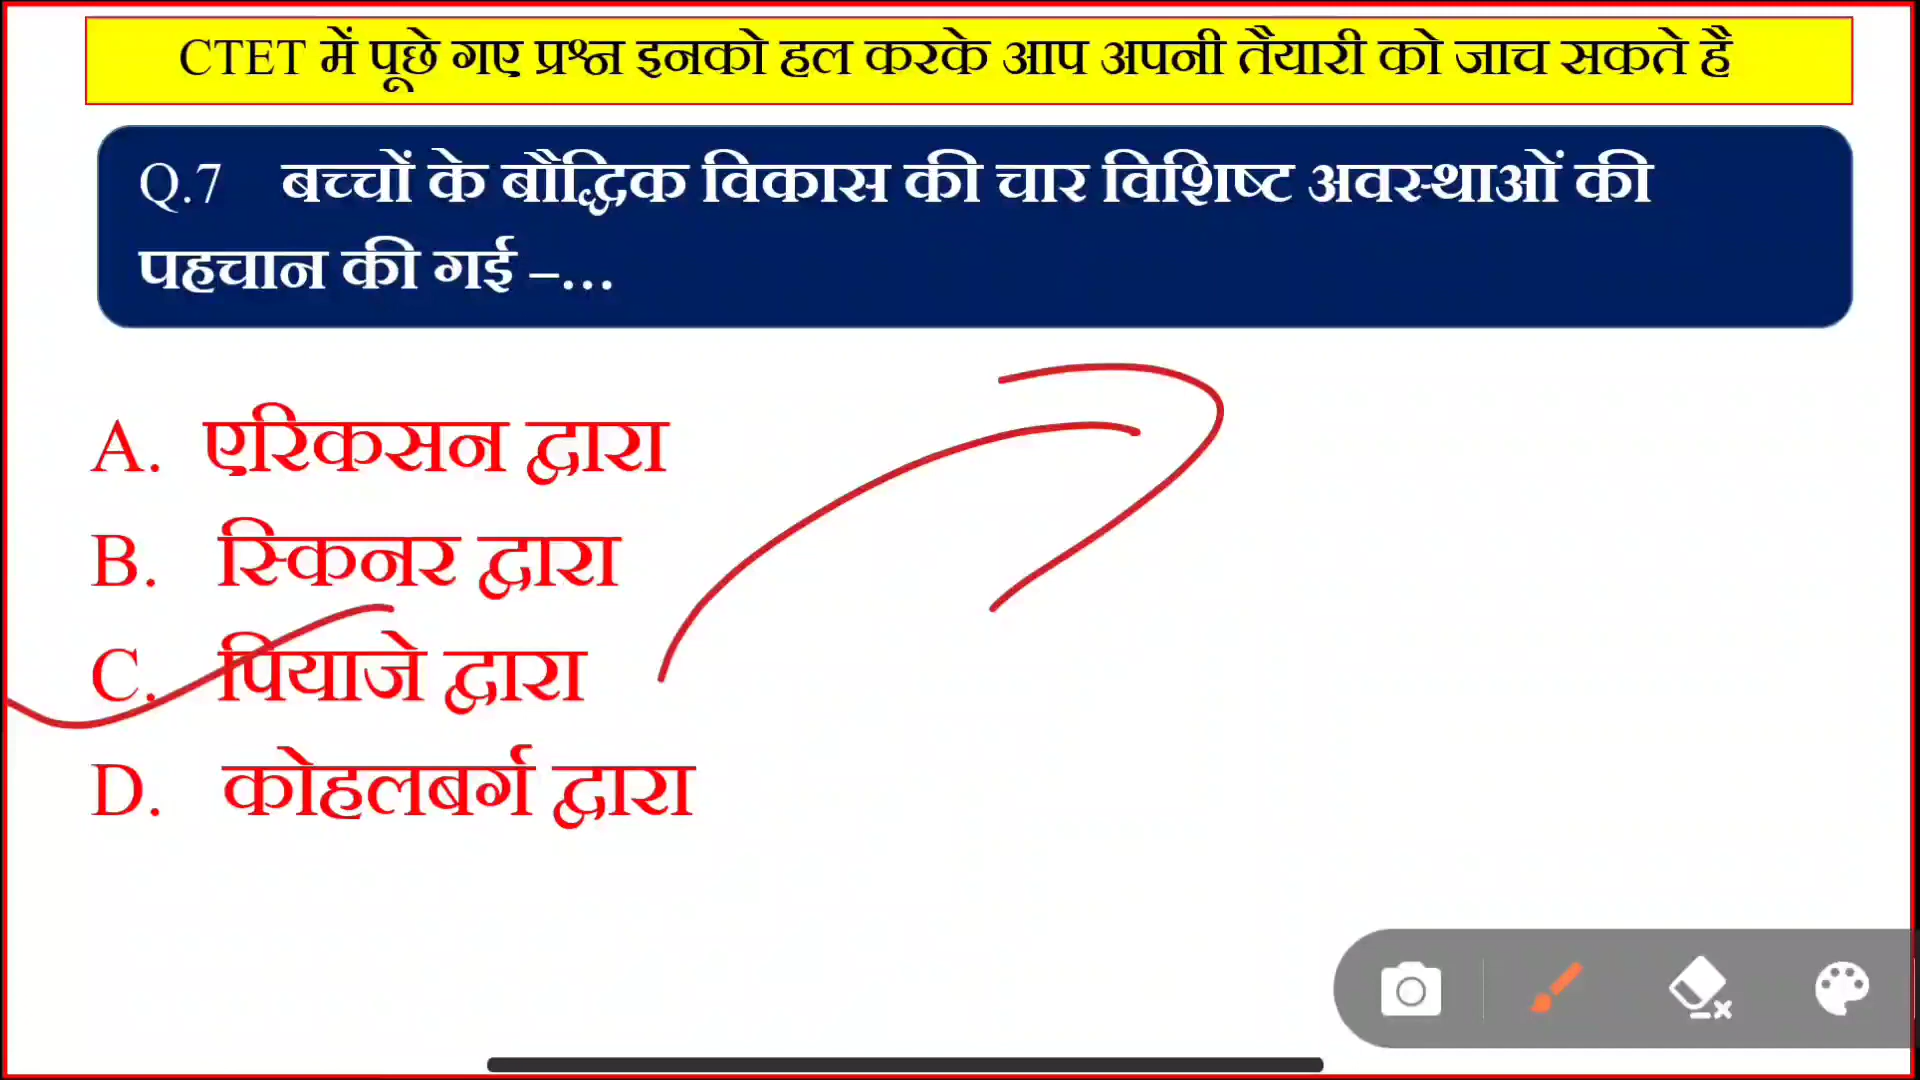 CTET में पूछे गए प्रश्न इनको हल करके आप अपनी तैयारी को जाच सकते है
Q.7 बच्चों के बौद्धिक विकास की चार विशिष्ट अवस्थाओं की
पहचान की गई –...
A. एरिकसन द्वारा
B. स्किनर द्वारा
C. पियाजे द्वारा
D. कोहलबर्ग द्वारा